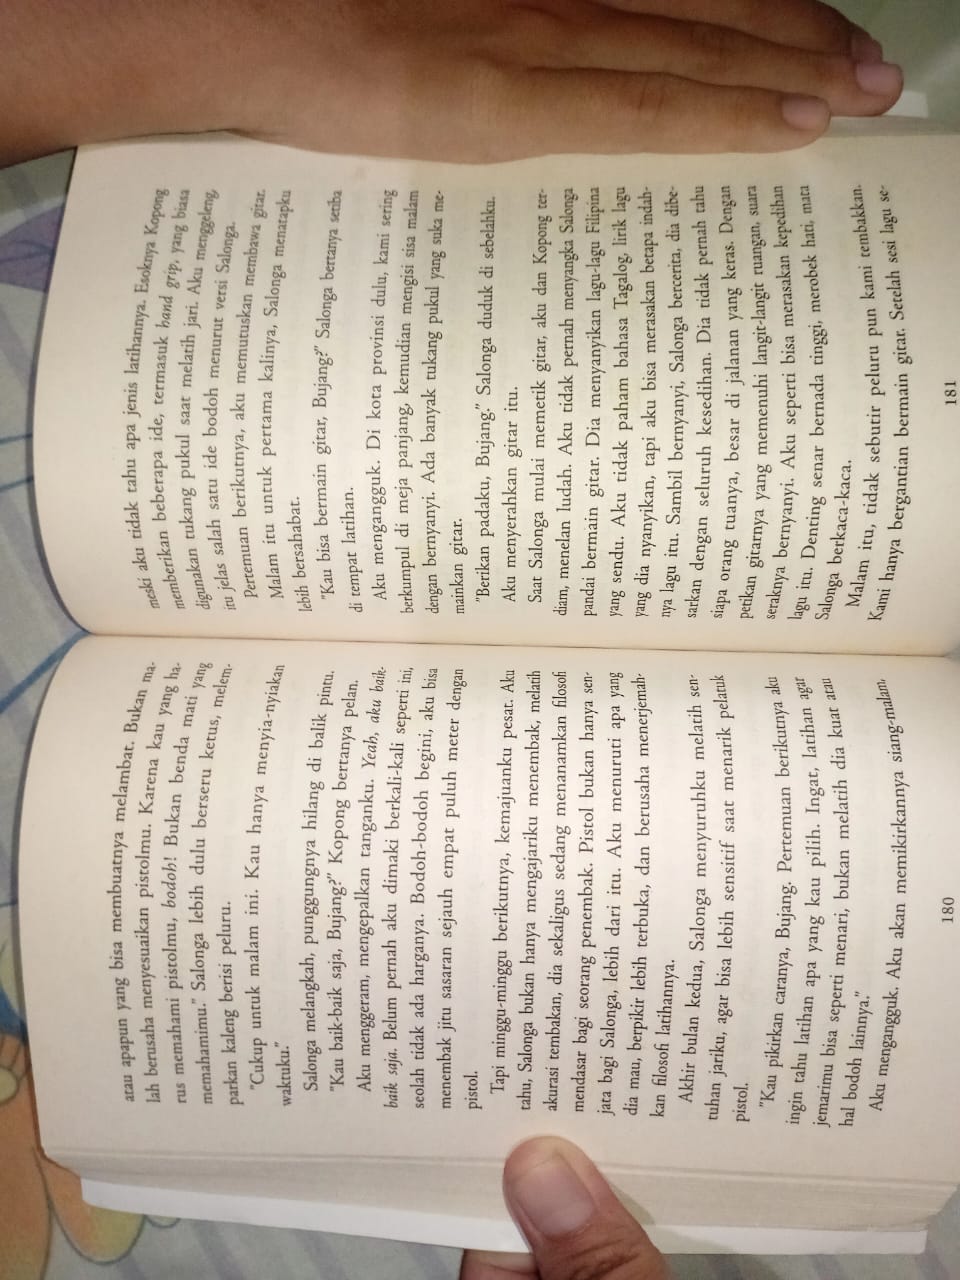 atau apapun yang bisa membuatnya melambat. Bukan ma-
lah berusaha menyesuaikan pistolmu. Karena kau yang ha-
rus memahami pistolmu, bodoh! Bukan benda mati yang
memahamimu." Salonga lebih dulu berseru ketus, melem-
parkan kaleng berisi peluru.
"Cukup untuk malam ini. Kau hanya menyia-nyiakan
waktuku."
Salonga melangkah, punggungnya hilang di balik pintu.
"Kau baik-baik saja, Bujang?" Kopong bertanya pelan.
Aku menggeram, mengepalkan tanganku. Yeah, aku baik-
baik saja. Belum pernah aku dimaki berkali-kali seperti ini,
seolah tidak ada harganya. Bodoh-bodoh begini, aku bisa
menembak jitu sasaran sejauh empat puluh meter dengan
pistol.
Tapi minggu-minggu berikutnya, kemajuanku pesat. Aku
tahu, Salonga bukan hanya mengajariku menembak, melatih
akurasi tembakan, dia sekaligus sedang menanamkan filosofi
mendasar bagi seorang penembak. Pistol bukan hanya sen-
jata bagi Salonga, lebih dari itu. Aku menuruti apa yang
dia mau, berpikir lebih terbuka, dan berusaha menerjemah-
kan filosofi latihannya.
Akhir bulan kedua, Salonga menyuruhku melatih sen-
tuhan jariku, agar bisa lebih sensitif saat menarik pelatuk
pistol.
"Kau pikirkan caranya, Bujang. Pertemuan berikutnya aku
ingin tahu latihan apa yang kau pilih. Ingat, latihan agar
jemarimu bisa seperti menari, bukan melatih dia kuat atau
hal bodoh lainnya."
Aku mengangguk. Aku akan memikirkannya siang-malam,
180
meski aku tidak tahu apa jenis latihannya. Esoknya Kopong
memberikan beberapa ide, termasuk hand grip, yang biasa
digunakan tukang pukul saat melatih jari. Aku menggeleng,
itu jelas salah satu ide bodoh menurut versi Salonga.
Pertemuan berikutnya, aku memutuskan membawa gitar.
Malam itu untuk pertama kalinya, Salonga menatapku
lebih bersahabat.
"Kau bisa bermain gitar, Bujang?" Salonga bertanya setiba
di tempat latihan.
Aku mengangguk. Di kota provinsi dulu, kami sering
berkumpul di meja panjang, kemudian mengisi sisa malam
dengan bernyanyi. Ada banyak tukang pukul yang suka me-
mainkan gitar.
"Berikan padaku, Bujang." Salonga duduk di sebelahku.
Aku menyerahkan gitar itu.
Saat Salonga mulai memetik gitar, aku dan Kopong ter-
diam, menelan ludah. Aku tidak pernah menyangka Salonga
pandai bermain gitar. Dia menyanyikan lagu-lagu Filipina
yang sendu. Aku tidak paham bahasa Tagalog, lirik lagu
yang dia nyanyikan, tapi aku bisa merasakan betapa indah-
nya lagu itu. Sambil bernyanyi, Salonga bercerita, dia dibe-
sarkan dengan seluruh kesedihan. Dia tidak pernah tahu
siapa orang tuanya, besar di jalanan yang keras. Dengan
petikan gitarnya yang memenuhi langit-langit ruangan, suara
seraknya bernyanyi. Aku seperti bisa merasakan kepedihan
lagu itu. Denting senar bernada tinggi, merobek hati, mata
Salonga berkaca-kaca.
Malam itu, tidak sebutir peluru pun kami tembakkan.
Kami hanya bergantian bermain gitar. Setelah sesi lagu se-
181